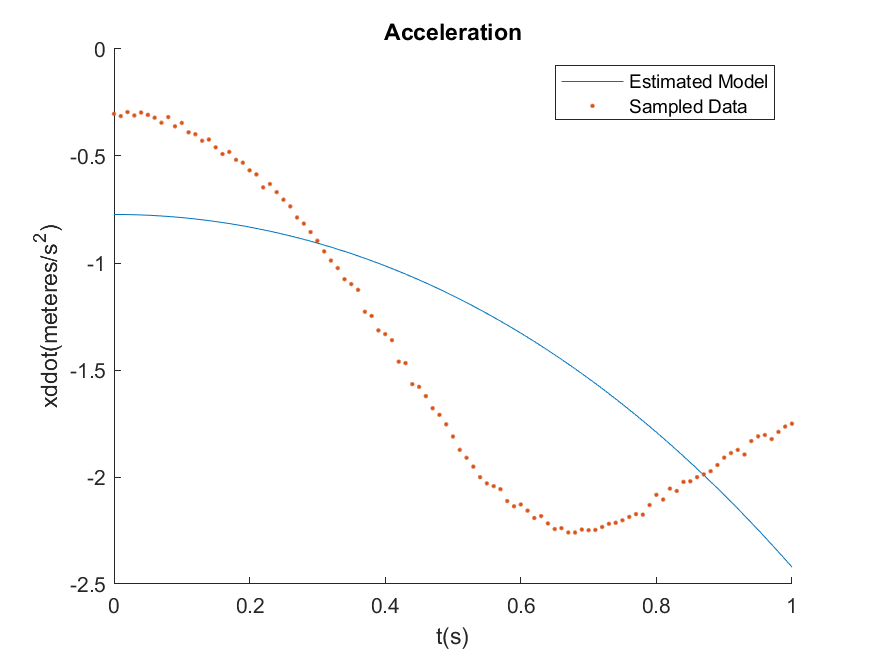 Acceleration
Estimated Model
Sampled Data
0
-0.5
-1
-1.5
-2
-2.5
xddot(meteres/s²)
0 0.2 0.4 0.6 0.8 1
t(s)